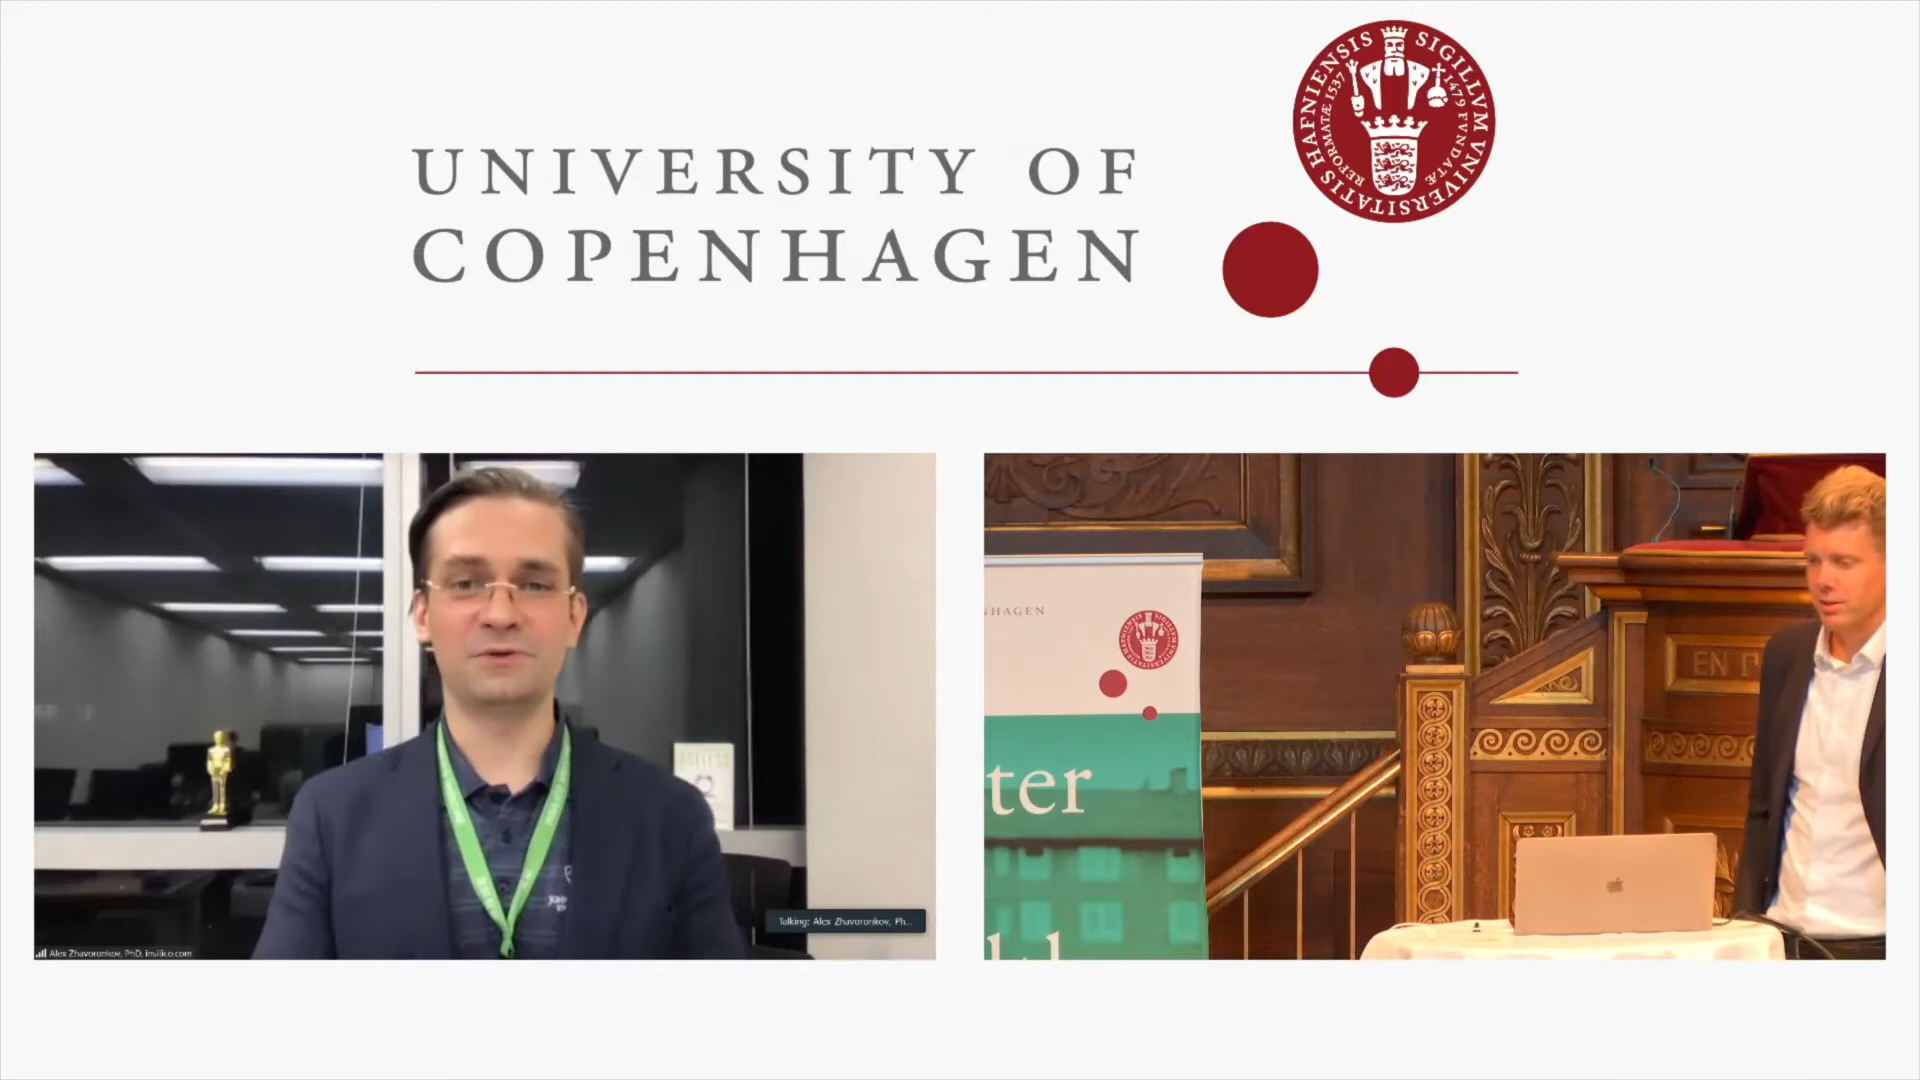 UNIVERSITY OF
COPENHAGEN
SIGILLVM VNIVERSITATIS HAFNIENSIS
1479 FVNDATÆ
REFORMATÆ 1537
Talking: Alex Zhavoronkov, Ph...
Alex Zhavoronkov, PhD, insilico.com
NHAGEN
ter
EN